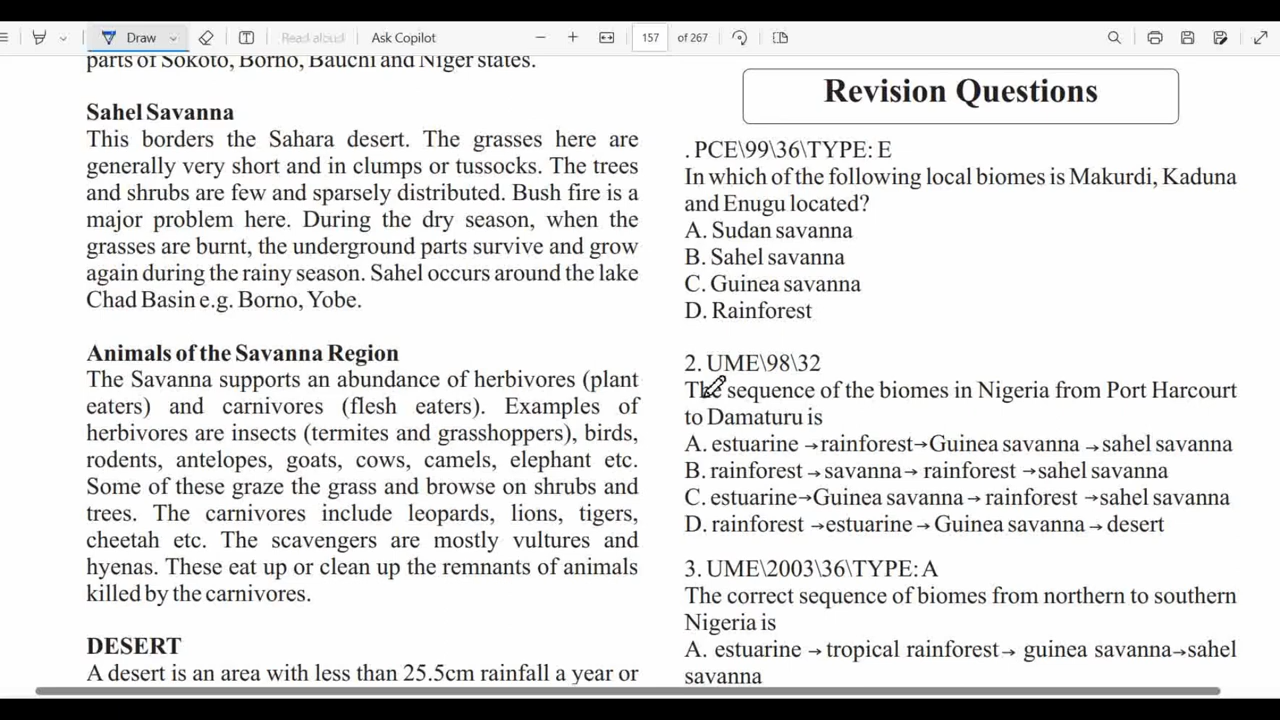 Draw
Read aloud
Ask Copilot
157
of 267
parts of Sokoto, Borno, Bauchi and Niger states.
Sahel Savanna
This borders the Sahara desert. The grasses here are
generally very short and in clumps or tussocks. The trees
and shrubs are few and sparsely distributed. Bush fire is a
major problem here. During the dry season, when the
grasses are burnt, the underground parts survive and grow
again during the rainy season. Sahel occurs around the lake
Chad Basin e.g. Borno, Yobe.
Animals of the Savanna Region
The Savanna supports an abundance of herbivores (plant
eaters) and carnivores (flesh eaters). Examples of
herbivores are insects (termites and grasshoppers), birds,
rodents, antelopes, goats, cows, camels, elephant etc.
Some of these graze the grass and browse on shrubs and
trees. The carnivores include leopards, lions, tigers,
cheetah etc. The scavengers are mostly vultures and
hyenas. These eat up or clean up the remnants of animals
killed by the carnivores.
DESERT
A desert is an area with less than 25.5cm rainfall a year or
Revision Questions
. PCE\99\36\TYPE: E
In which of the following local biomes is Makurdi, Kaduna
and Enugu located?
A. Sudan savanna
B. Sahel savanna
C. Guinea savanna
D. Rainforest
2. UME\98\32
The sequence of the biomes in Nigeria from Port Harcourt
to Damaturu is
A. estuarine →rainforest→Guinea savanna →sahel savanna
B. rainforest →savanna→ rainforest →sahel savanna
C. estuarine→Guinea savanna→rainforest →sahel savanna
D. rainforest →estuarine→Guinea savanna→desert
3. UME\2003\36\TYPE: A
The correct sequence of biomes from northern to southern
Nigeria is
A. estuarine →tropical rainforest→ guinea savanna→sahel
savanna